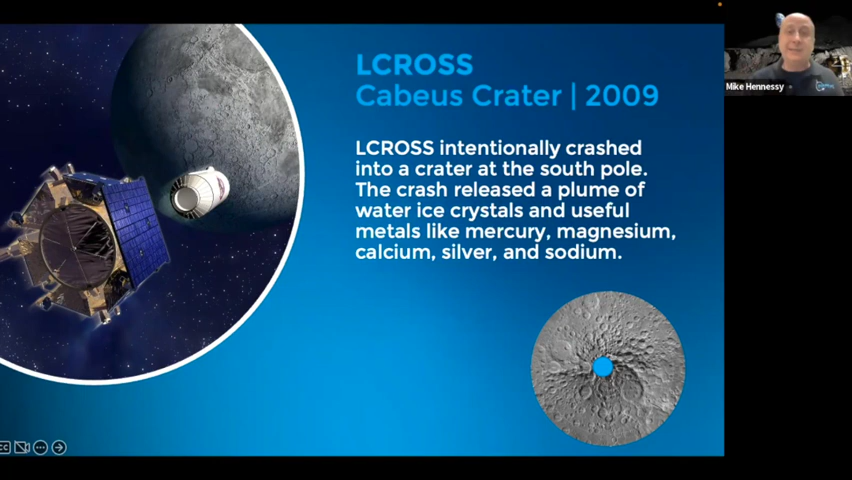 LCROSS
Cabeus Crater | 2009
LCROSS intentionally crashed
into a crater at the south pole.
The crash released a plume of
water ice crystals and useful
metals like mercury, magnesium,
calcium, silver, and sodium.
Mike Hennessy
CC